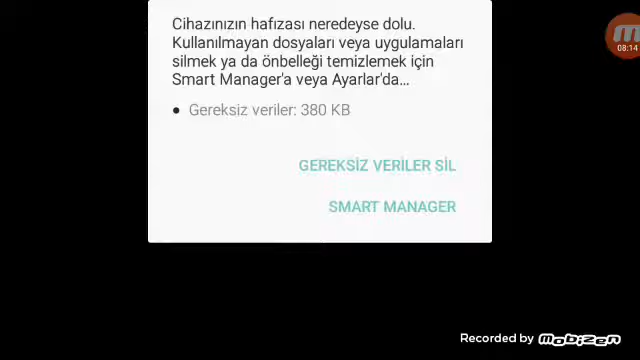 Cihazınızın hafızası neredeyse dolu.
Kullanılmayan dosyaları veya uygulamaları
silmek ya da önbelleği temizlemek için
Smart Manager'a veya Ayarlar'da...
• Gereksiz veriler: 380 KB
GEREKSİZ VERİLER SİL
SMART MANAGER
08:14
Recorded by mobizen